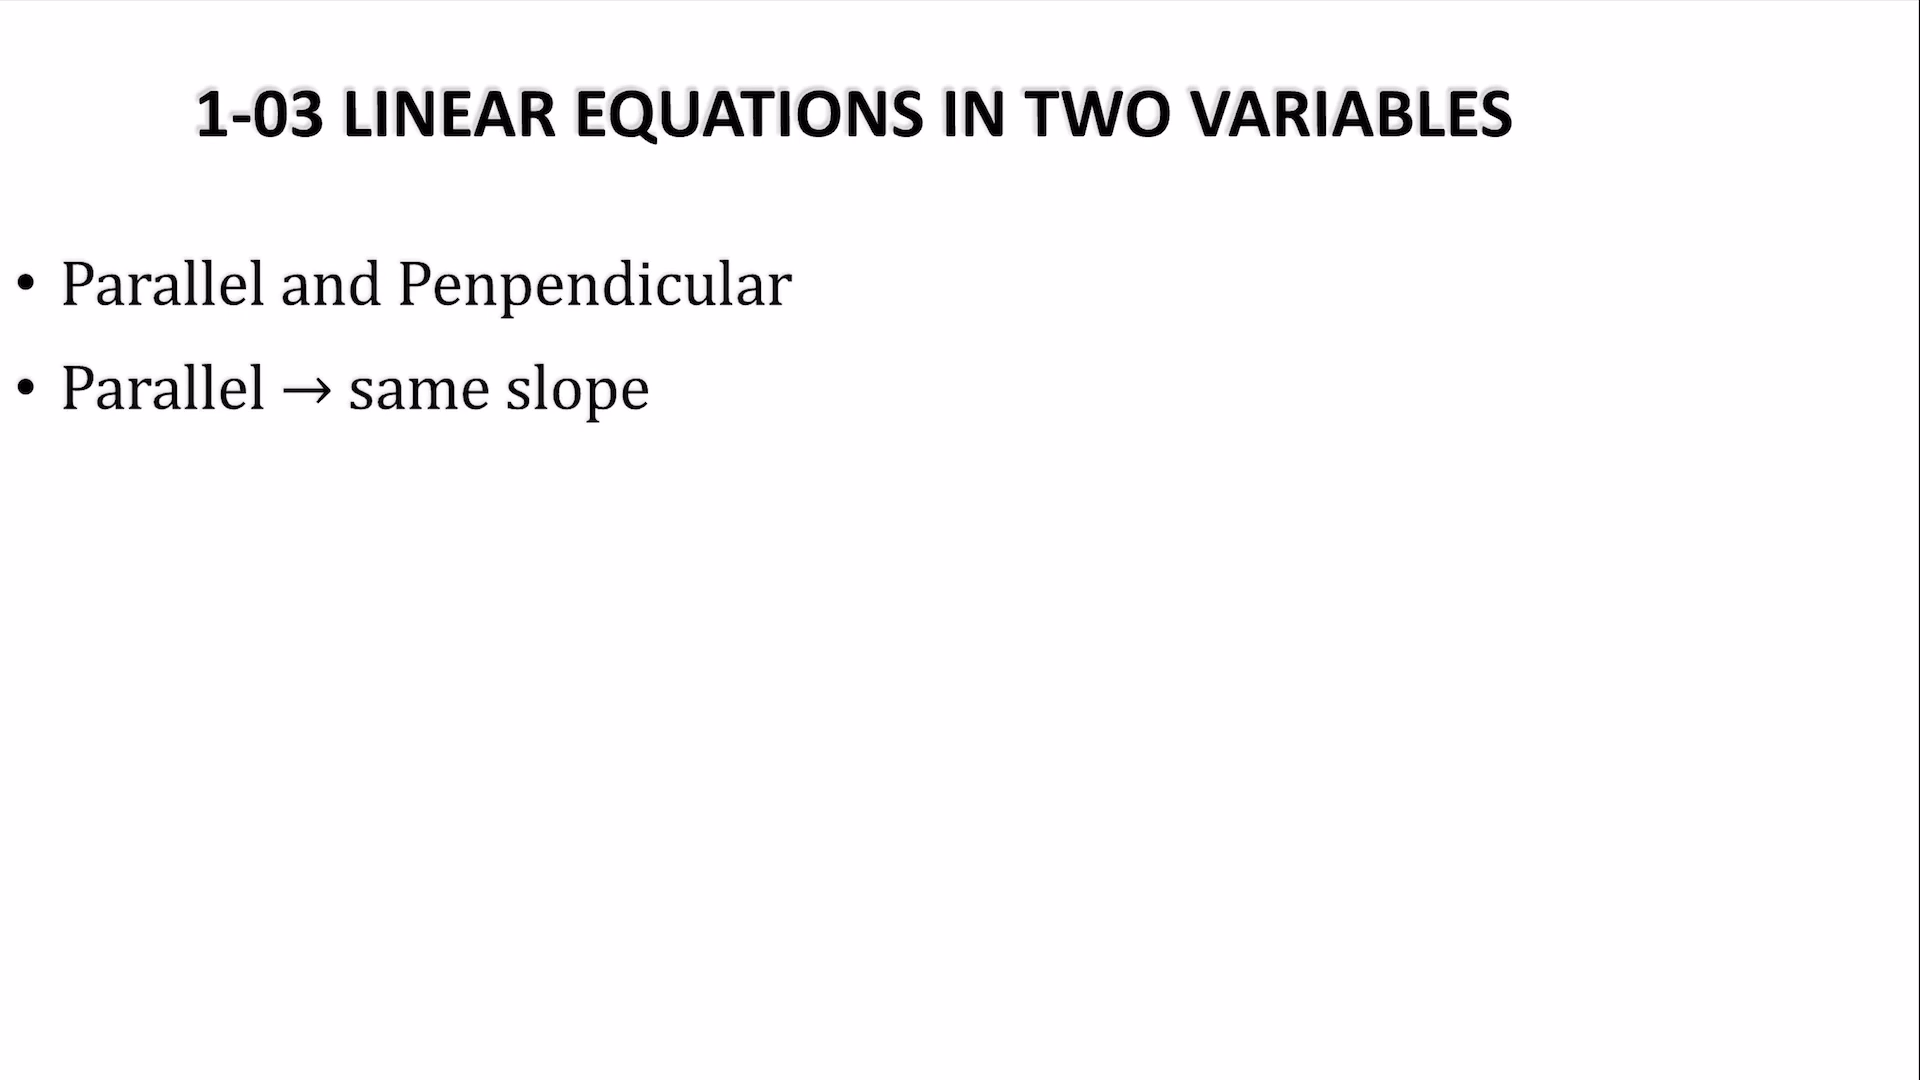 1-03 LINEAR EQUATIONS IN TWO VARIABLES
• Parallel and Penpendicular
• Parallel → same slope